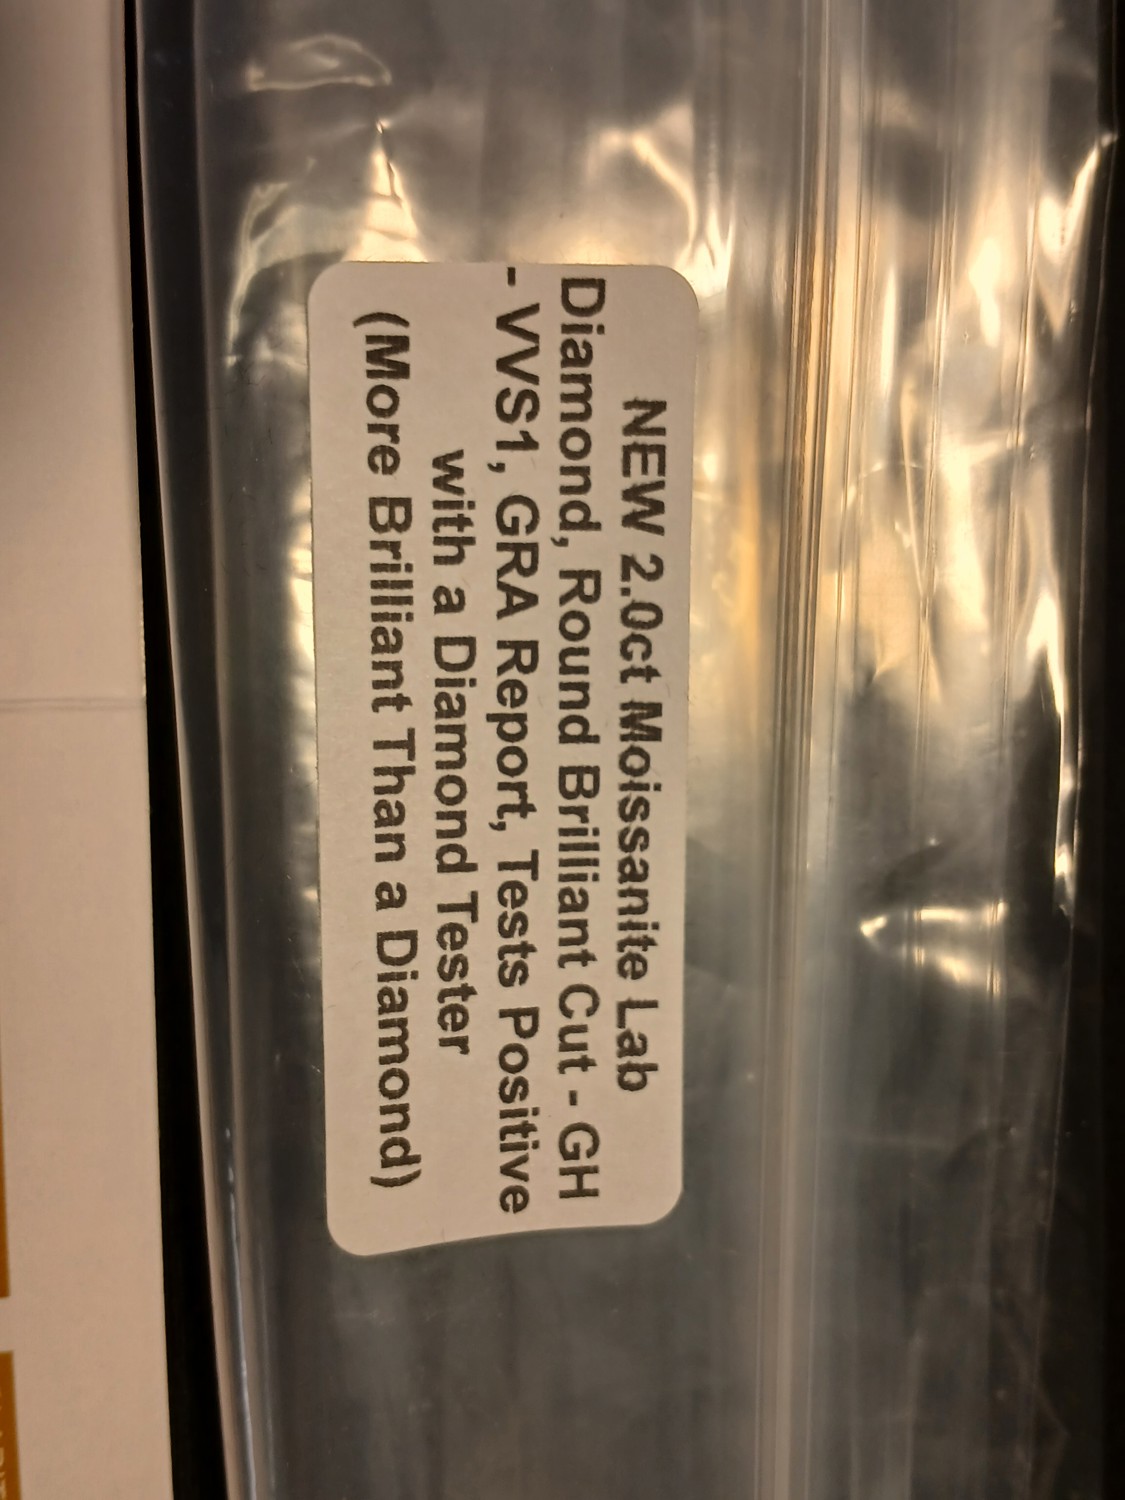 NEW 2.0ct Moissanite Lab
Diamond, Round Brilliant Cut - GH
- VVS1, GRA Report, Tests Positive
with a Diamond Tester
(More Brilliant Than a Diamond)